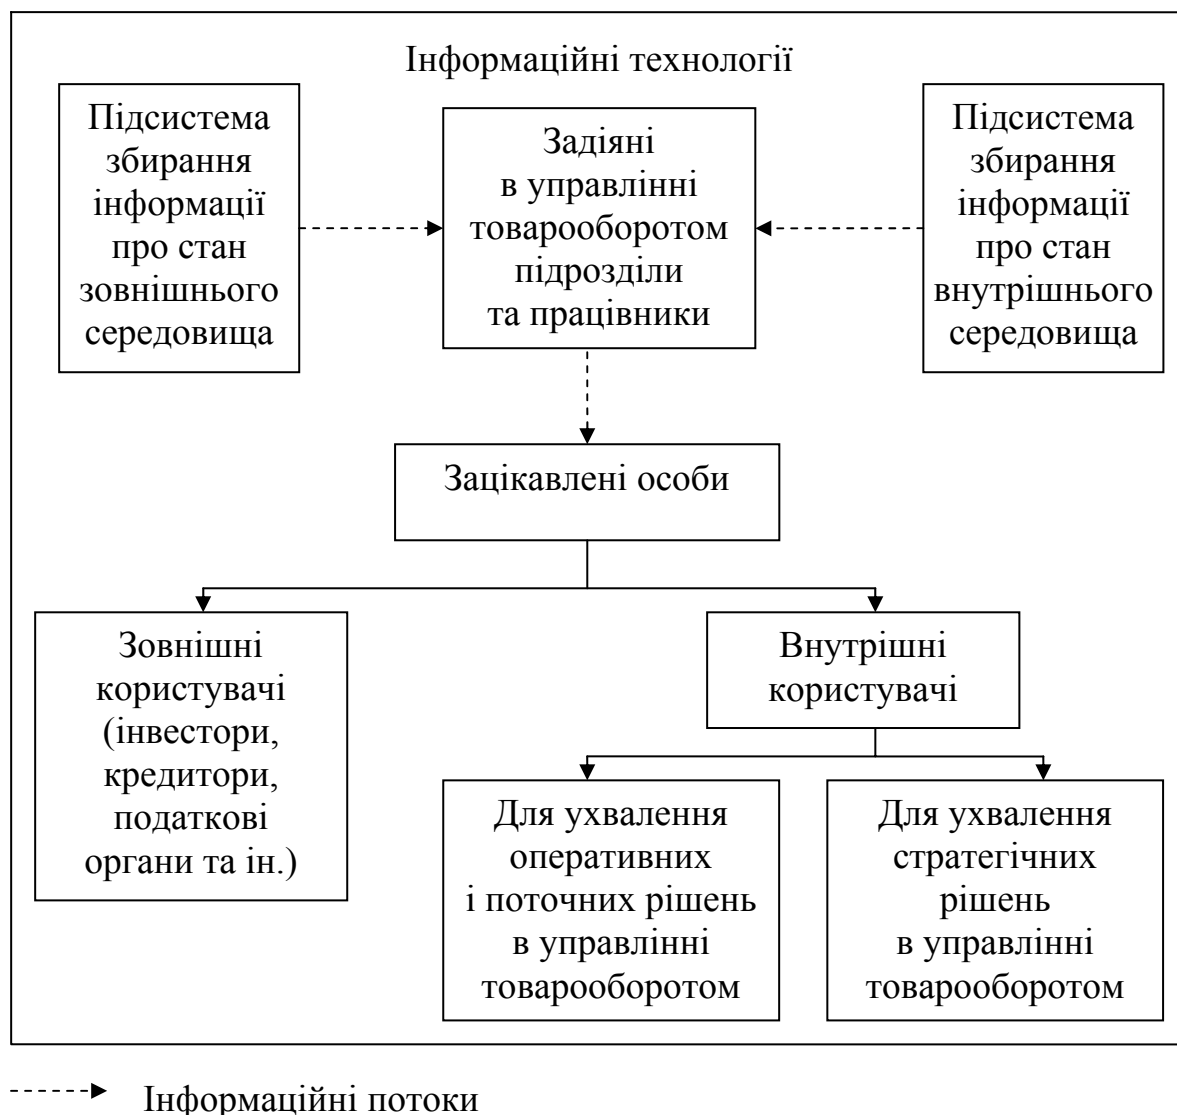 Інформаційні технології
Підсистема
збирання
інформації
про стан
зовнішнього
середовища
Задіяні
в управлінні
товарооборотом
підрозділи
та працівники
Підсистема
збирання
інформації
про стан
внутрішнього
середовища
Зацікавлені особи
Зовнішні
користувачі
(інвестори,
кредитори,
податкові
органи та ін.)
Внутрішні
користувачі
Для ухвалення
оперативних
і поточних рішень
в управлінні
товарооборотом
Для ухвалення
стратегічних
рішень
в управлінні
товарооборотом
Інформаційні потоки